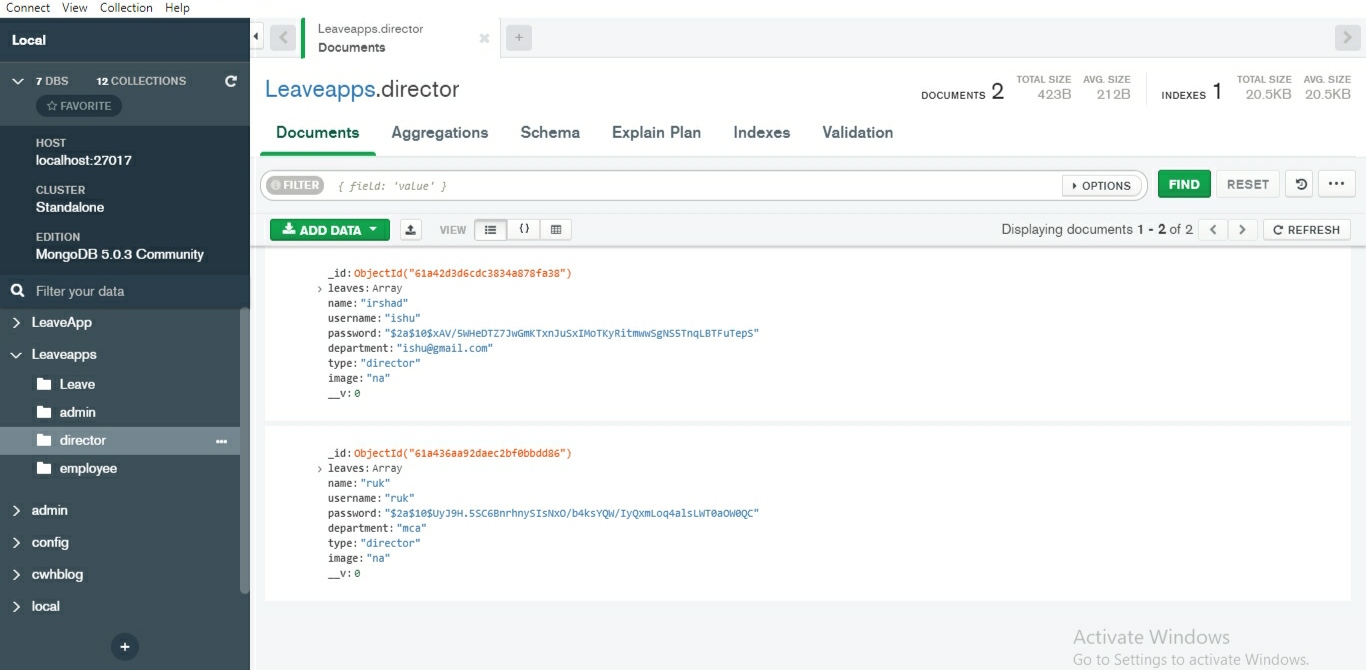 Connect View Collection Help
Local
7 DBS 12 COLLECTIONS
FAVORITE
HOST
localhost:27017
CLUSTER
Standalone
EDITION
MongoDB 5.0.3 Community
Filter your data
LeaveApp
Leaveapps
Leave
admin
director
employee
admin
config
cwhblog
local
Leaveapps.director
Documents
Leaveapps.director
DOCUMENTS 2 TOTAL SIZE 423B AVG. SIZE 212B INDEXES 1 TOTAL SIZE 20.5KB AVG. SIZE 20.5KB
Documents Aggregations Schema Explain Plan Indexes Validation
FILTER { field: 'value' } OPTIONS FIND RESET
ADD DATA VIEW {} Displaying documents 1 - 2 of 2 REFRESH
_id: ObjectId("61a42d3d6cdc3834a878fa38")
leaves: Array
name: "irshad"
username: "ishu"
password: "$2a$10$xAV/5WHeDTZ7JwGmKTxnJuSxIMoTKyRitmwwSgNS5TnqLBTFuTepS"
department: "ishu@gmail.com"
type: "director"
image: "na"
__v: 0
_id: ObjectId("61a436aa92daec2bf0bbdd86")
leaves: Array
name: "ruk"
username: "ruk"
password: "$2a$10$UyJ9H.5SC6BnrhnySIsNxO/b4ksYQW/IyQxmLoq4alsLWT0aOW0QC"
department: "mca"
type: "director"
image: "na"
__v: 0
Activate Windows
Go to Settings to activate Windows.